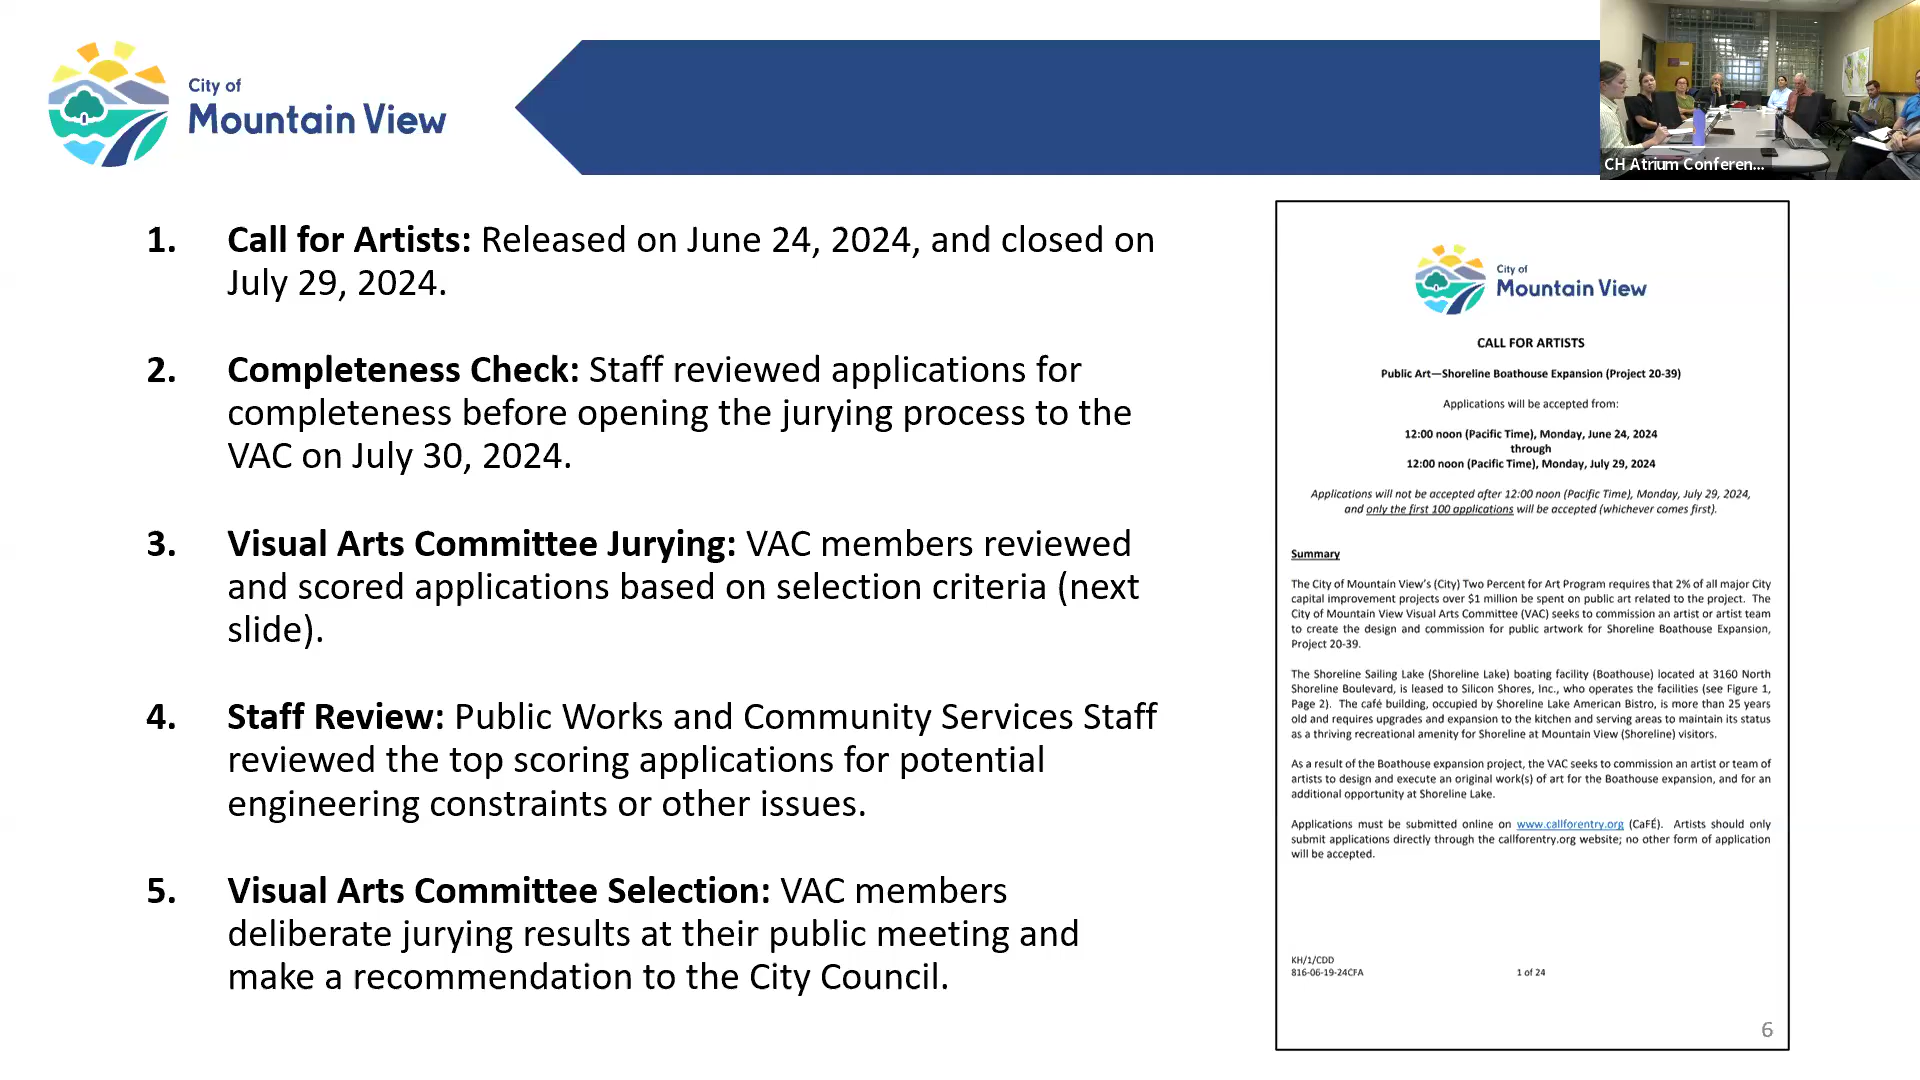 City of
Mountain View
CH Atrium Conferen...
1. Call for Artists: Released on June 24, 2024, and closed on
July 29, 2024.
2. Completeness Check: Staff reviewed applications for
completeness before opening the jurying process to the
VAC on July 30, 2024.
3. Visual Arts Committee Jurying: VAC members reviewed
and scored applications based on selection criteria (next
slide).
4. Staff Review: Public Works and Community Services Staff
reviewed the top scoring applications for potential
engineering constraints or other issues.
5. Visual Arts Committee Selection: VAC members
deliberate jurying results at their public meeting and
make a recommendation to the City Council.
City of
Mountain View
CALL FOR ARTISTS
Public Art—Shoreline Boathouse Expansion (Project 20-39)
Applications will be accepted from:
12:00 noon (Pacific Time), Monday, June 24, 2024
through
12:00 noon (Pacific Time), Monday, July 29, 2024
Applications will not be accepted after 12:00 noon (Pacific Time), Monday, July 29, 2024,
and only the first 100 applications will be accepted (whichever comes first).
Summary
The City of Mountain View's (City) Two Percent for Art Program requires that 2% of all major City
capital improvement projects over $1 million be spent on public art related to the project. The
City of Mountain View Visual Arts Committee (VAC) seeks to commission an artist or artist team
to create the design and commission for public artwork for Shoreline Boathouse Expansion,
Project 20-39.
The Shoreline Sailing Lake (Shoreline Lake) boating facility (Boathouse) located at 3160 North
Shoreline Boulevard, is leased to Silicon Shores, Inc., who operates the facilities (see Figure 1,
Page 2). The café building, occupied by Shoreline Lake American Bistro, is more than 25 years
old and requires upgrades and expansion to the kitchen and serving areas to maintain its status
as a thriving recreational amenity for Shoreline at Mountain View (Shoreline) visitors.
As a result of the Boathouse expansion project, the VAC seeks to commission an artist or team of
artists to design and execute an original work(s) of art for the Boathouse expansion, and for an
additional opportunity at Shoreline Lake.
Applications must be submitted online on www.callforentry.org (CaFÉ). Artists should only
submit applications directly through the callforentry.org website; no other form of application
will be accepted.
KH/1/CDD
816-06-19-24CFA 1 of 24
6